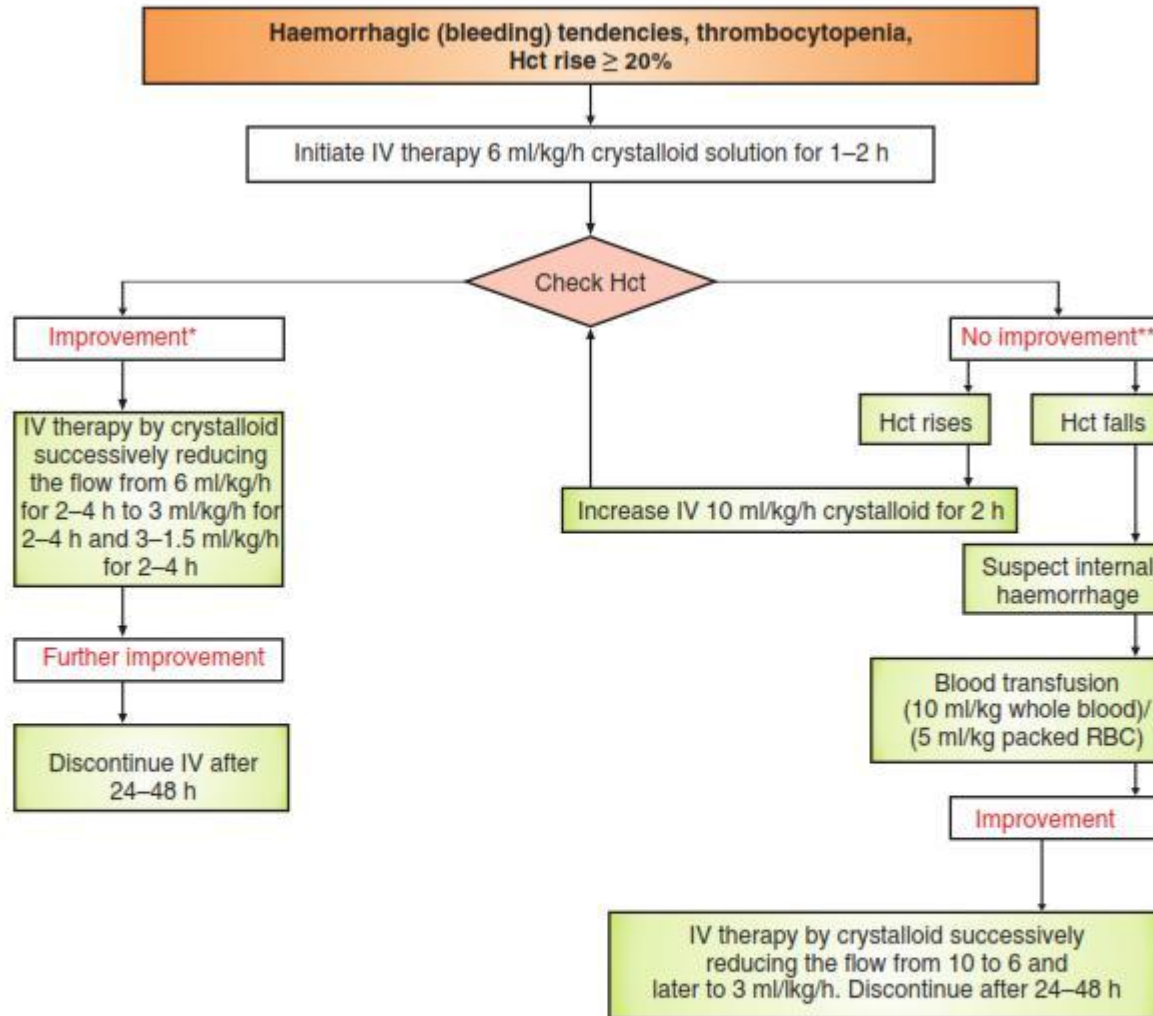 Haemorrhagic (bleeding) tendencies, thrombocytopenia,
Hct rise ≥ 20%
Initiate IV therapy 6 ml/kg/h crystalloid solution for 1–2 h
Check Hct
Improvement*
IV therapy by crystalloid
successively reducing
the flow from 6 ml/kg/h
for 2–4 h to 3 ml/kg/h for
2–4 h and 3–1.5 ml/kg/h
for 2–4 h
Further improvement
Discontinue IV after
24–48 h
No improvement**
Hct rises
Hct falls
Increase IV 10 ml/kg/h crystalloid for 2 h
Suspect internal
haemorrhage
Blood transfusion
(10 ml/kg whole blood)/
(5 ml/kg packed RBC)
Improvement
IV therapy by crystalloid successively
reducing the flow from 10 to 6 and
later to 3 ml/lkg/h. Discontinue after 24–48 h